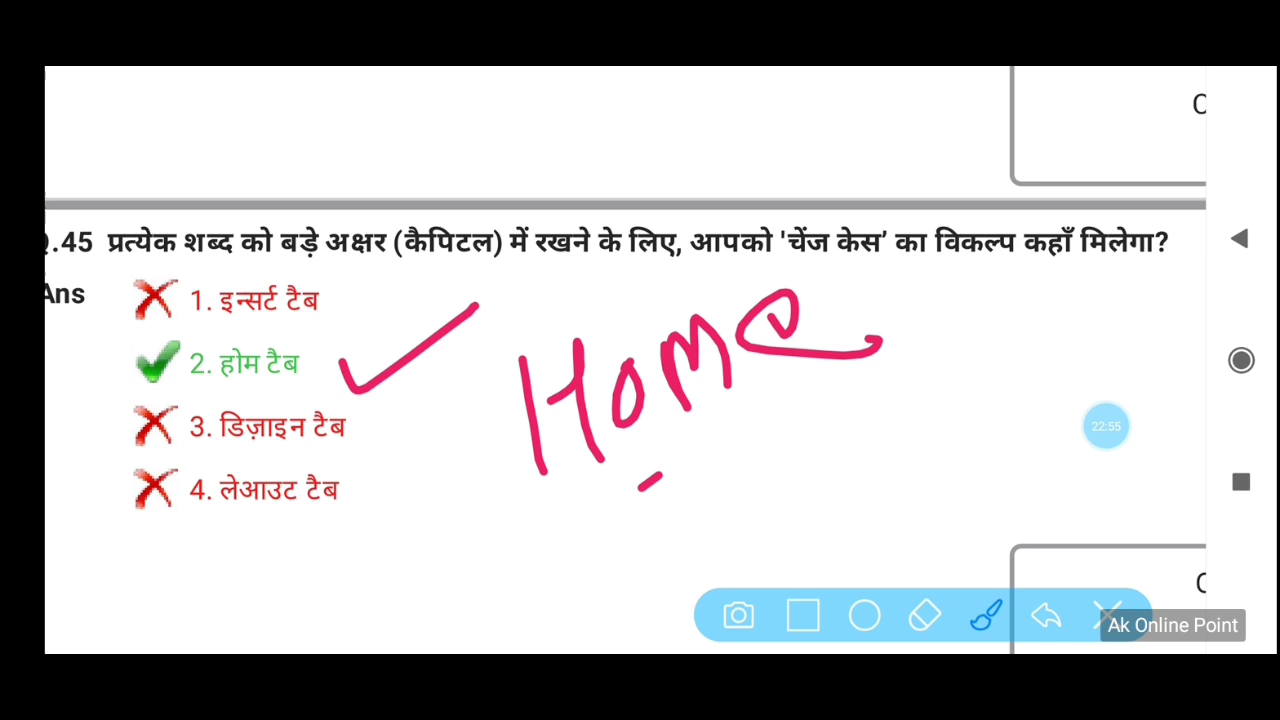 C
Q.45 प्रत्येक शब्द को बड़े अक्षर (कैपिटल) में रखने के लिए, आपको 'चेंज केस’ का विकल्प कहाँ मिलेगा?
Ans
1. इन्सर्ट टैब
2. होम टैब
3. डिज़ाइन टैब
4. लेआउट टैब
Home
22:55
C
Ak Online Point